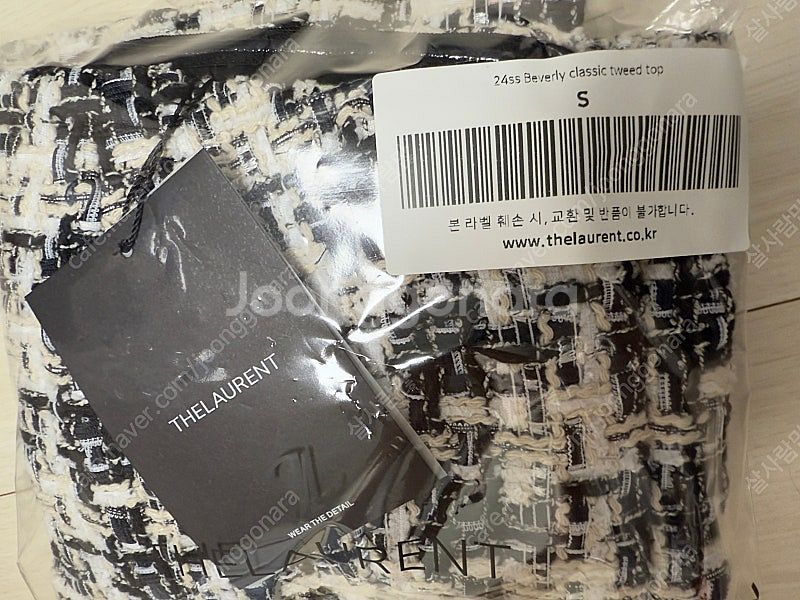 24ss Beverly classic tweed top
S
본 라벨 훼손 시, 교환 및 반품이 불가합니다.
www.thelaurent.co.kr
Joonggonara
THELAURENT
WEAR THE DETAIL
THELAURENT